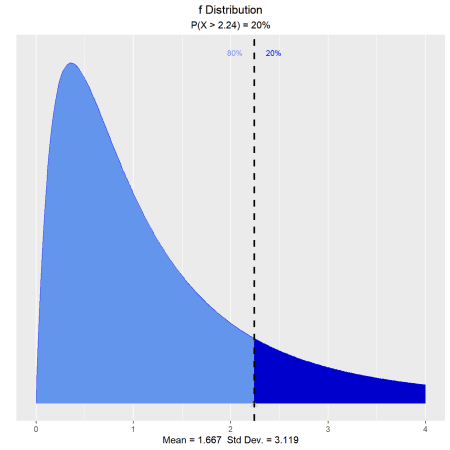 f Distribution
P(X > 2.24) = 20%
80% 20%
0 1 2 3 4
Mean = 1.667 Std Dev. = 3.119